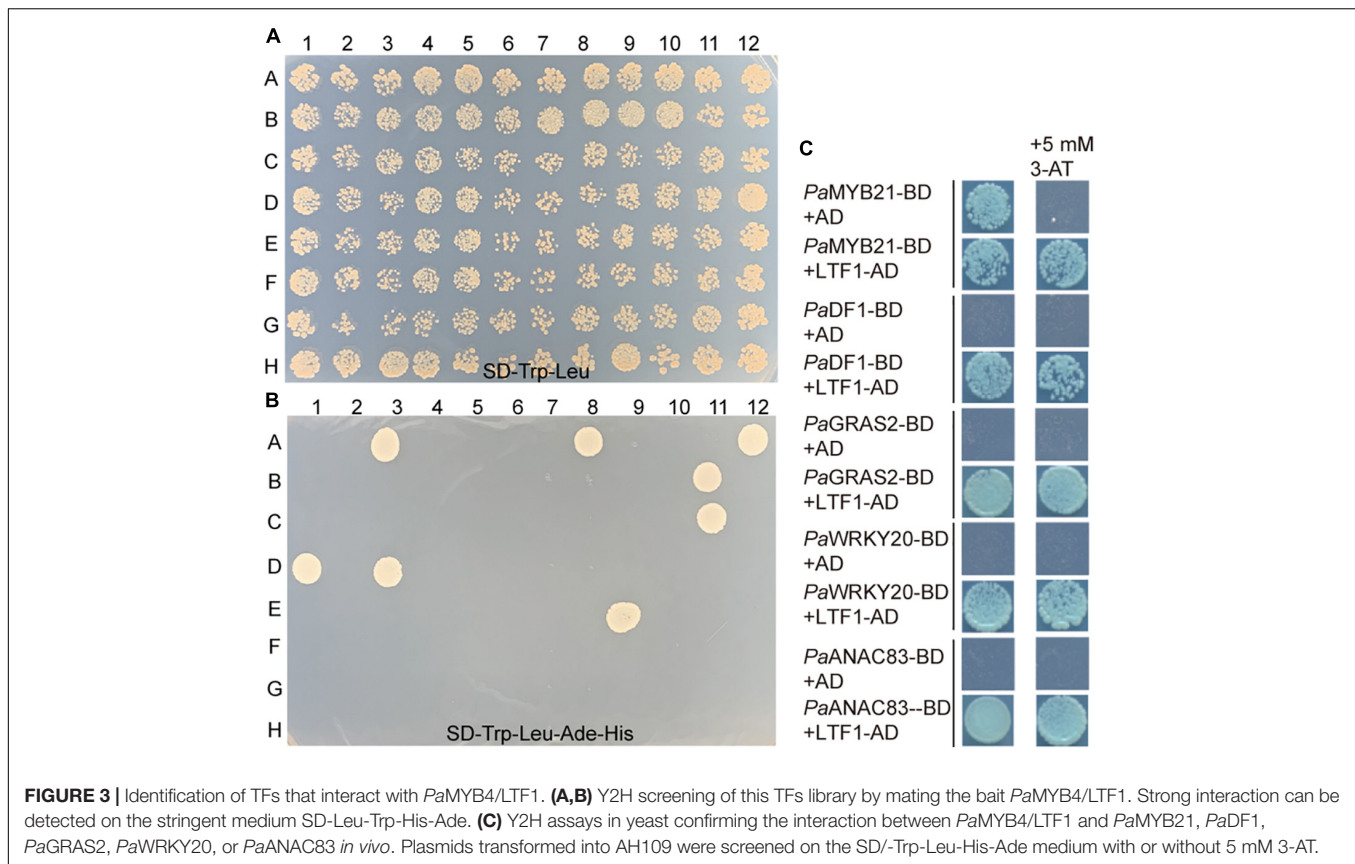 A
1 2 3 4 5 6 7 8 9 10 11 12
A
B
C
D
E
F
G
H
SD-Trp-Leu
B
1 2 3 4 5 6 7 8 9 10 11 12
A
B
C
D
E
F
G
H
SD-Trp-Leu-Ade-His
C
+5 mM
3-AT
PaMYB21-BD
+AD
PaMYB21-BD
+LTF1-AD
PaDF1-BD
+AD
PaDF1-BD
+LTF1-AD
PaGRAS2-BD
+AD
PaGRAS2-BD
+LTF1-AD
PaWRKY20-BD
+AD
PaWRKY20-BD
+LTF1-AD
PaANAC83-BD
+AD
PaANAC83--BD
+LTF1-AD
FIGURE 3 | Identification of TFs that interact with PaMYB4/LTF1. (A,B) Y2H screening of this TFs library by mating the bait PaMYB4/LTF1. Strong interaction can be
detected on the stringent medium SD-Leu-Trp-His-Ade. (C) Y2H assays in yeast confirming the interaction between PaMYB4/LTF1 and PaMYB21, PaDF1,
PaGRAS2, PaWRKY20, or PaANAC83 in vivo. Plasmids transformed into AH109 were screened on the SD/-Trp-Leu-His-Ade medium with or without 5 mM 3-AT.